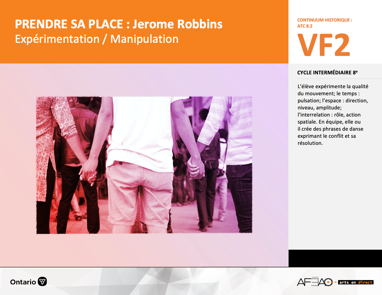 PRENDRE SA PLACE : Jerome Robbins
Expérimentation / Manipulation
CONTINUUM HISTORIQUE :
ATC 8.2
VF2
CYCLE INTERMÉDIAIRE 8ᵉ
L'élève expérimente la qualité
du mouvement; le temps :
pulsation; l'espace : direction,
niveau, amplitude;
l'interrelation : rôle, action
spatiale. En équipe, elle ou
il crée des phrases de danse
exprimant le conflit et sa
résolution.
Ontario
AFEAO
arts en direct